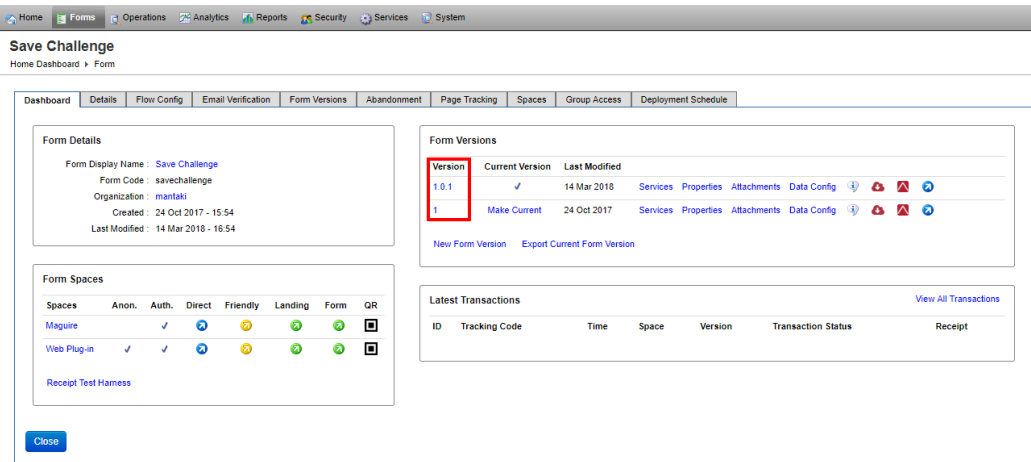 Home Forms Operations Analytics Reports Security Services System
Save Challenge
Home Dashboard Form
Dashboard Details Flow Config Email Verification Form Versions Abandonment Page Tracking Spaces Group Access Deployment Schedule
Form Details
Form Display Name : Save Challenge
Form Code : savechallenge
Organization : mantaki
Created : 24 Oct 2017 - 15:54
Last Modified : 14 Mar 2018 - 16:54
Form Spaces
Spaces Anon. Auth. Direct Friendly Landing Form QR
Maguire
Web Plug-in
Receipt Test Harness
Form Versions
Version Current Version Last Modified
1.0.1 14 Mar 2018 Services Properties Attachments Data Config
1 Make Current 24 Oct 2017 Services Properties Attachments Data Config
New Form Version Export Current Form Version
Latest Transactions View All Transactions
ID Tracking Code Time Space Version Transaction Status Receipt
Close